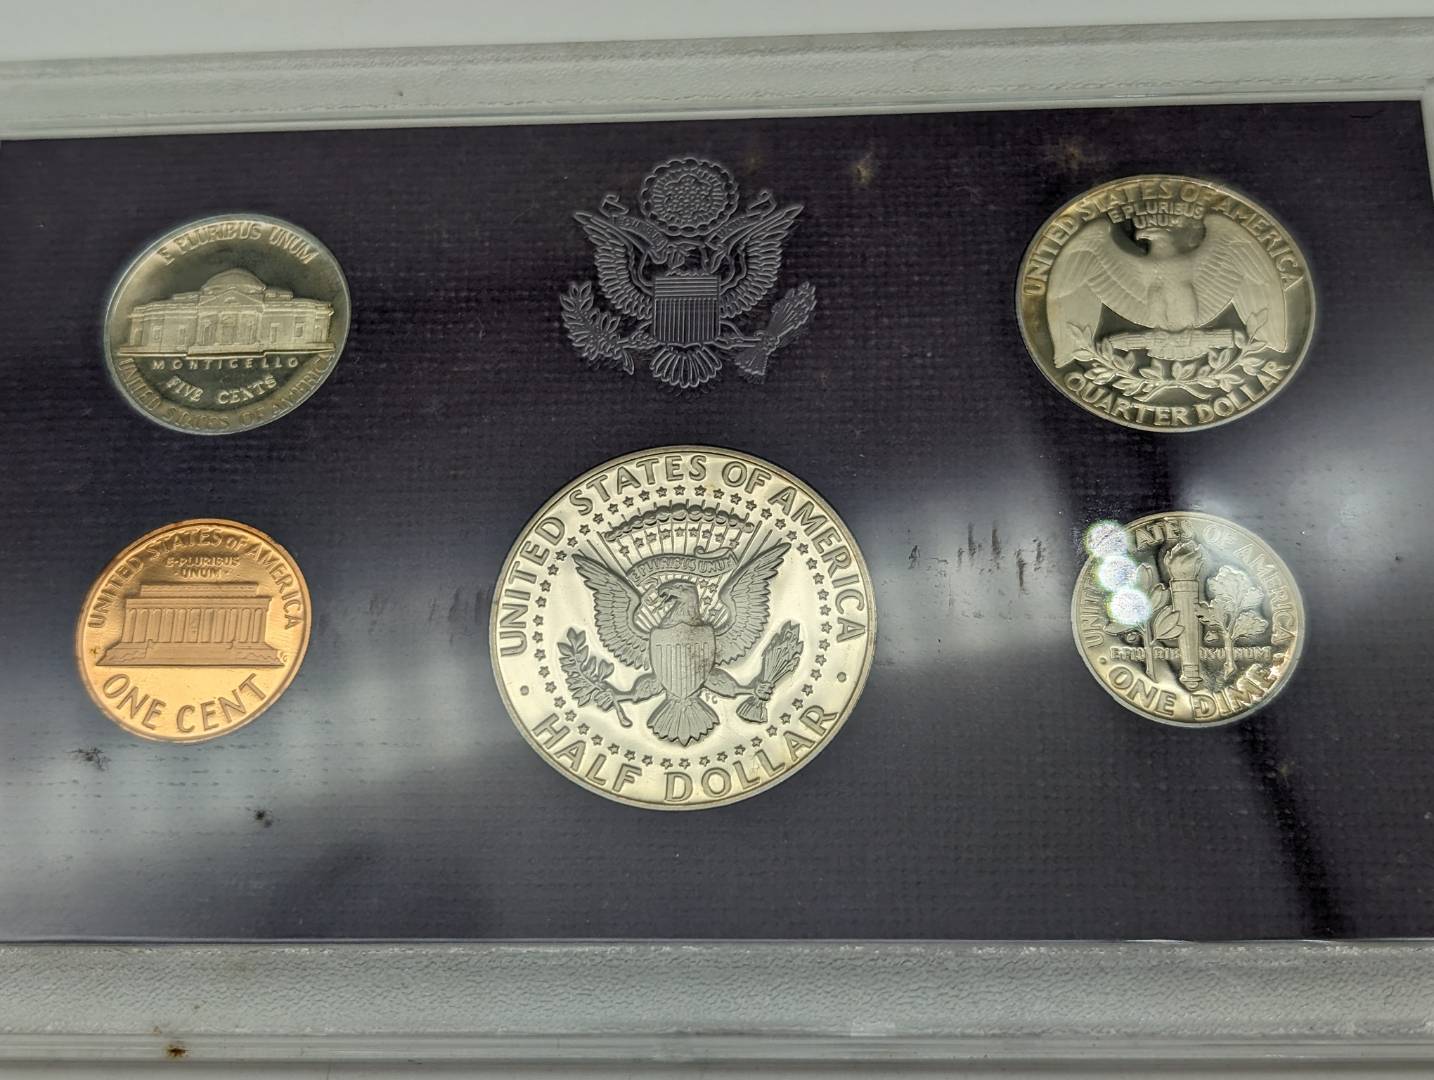 E PLURIBUS UNUM
MONTICELLO
FIVE CENTS
UNITED STATES OF AMERICA
UNITED STATES OF AMERICA
E PLURIBUS
UNUM
QUARTER DOLLAR
UNITED STATES OF AMERICA
E·PLURIBUS
·UNUM·
ONE CENT
UNITED STATES OF AMERICA
E PLURIBUS UNUM
HALF DOLLAR
UNITED STATES OF AMERICA
E·PLURIBUS UNUM
·ONE DIME·